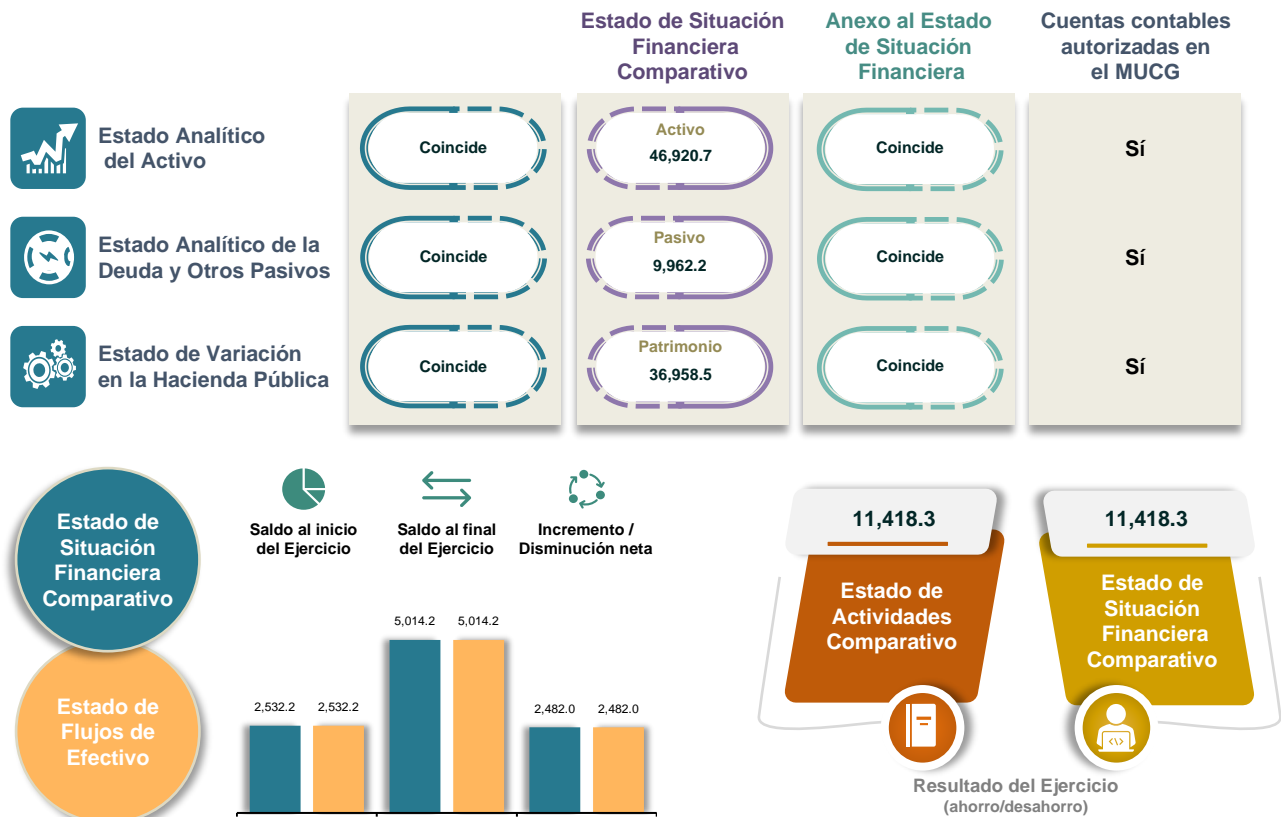 Estado de Situación
Financiera
Comparativo
Anexo al Estado
de Situación
Financiera
Cuentas contables
autorizadas en
el MUCG
Estado Analítico
del Activo
Coincide
Activo
46,920.7
Coincide
Sí
Estado Analítico de la
Deuda y Otros Pasivos
Coincide
Pasivo
9,962.2
Coincide
Sí
Estado de Variación
en la Hacienda Pública
Coincide
Patrimonio
36,958.5
Coincide
Sí
Estado de
Situación
Financiera
Comparativo
Estado de
Flujos de
Efectivo
Saldo al inicio
del Ejercicio
Saldo al final
del Ejercicio
Incremento /
Disminución neta
2,532.2
2,532.2
5,014.2
5,014.2
2,482.0
2,482.0
11,418.3
Estado de
Actividades
Comparativo
11,418.3
Estado de
Situación
Financiera
Comparativo
Resultado del Ejercicio
(ahorro/desahorro)